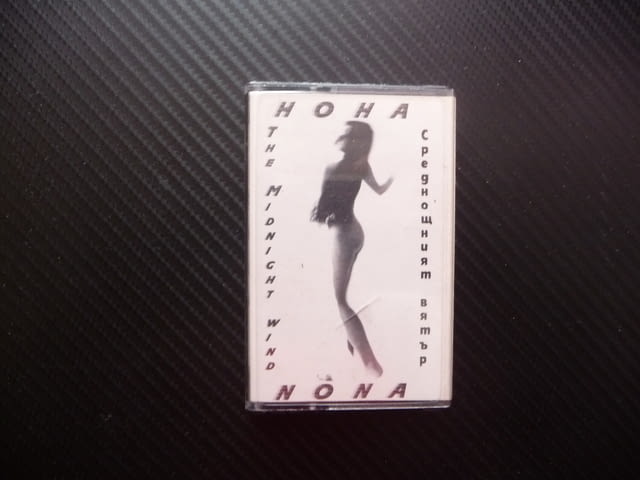 НОНА
THE MIDNIGHT WIND
Среднощният вятър
NONA